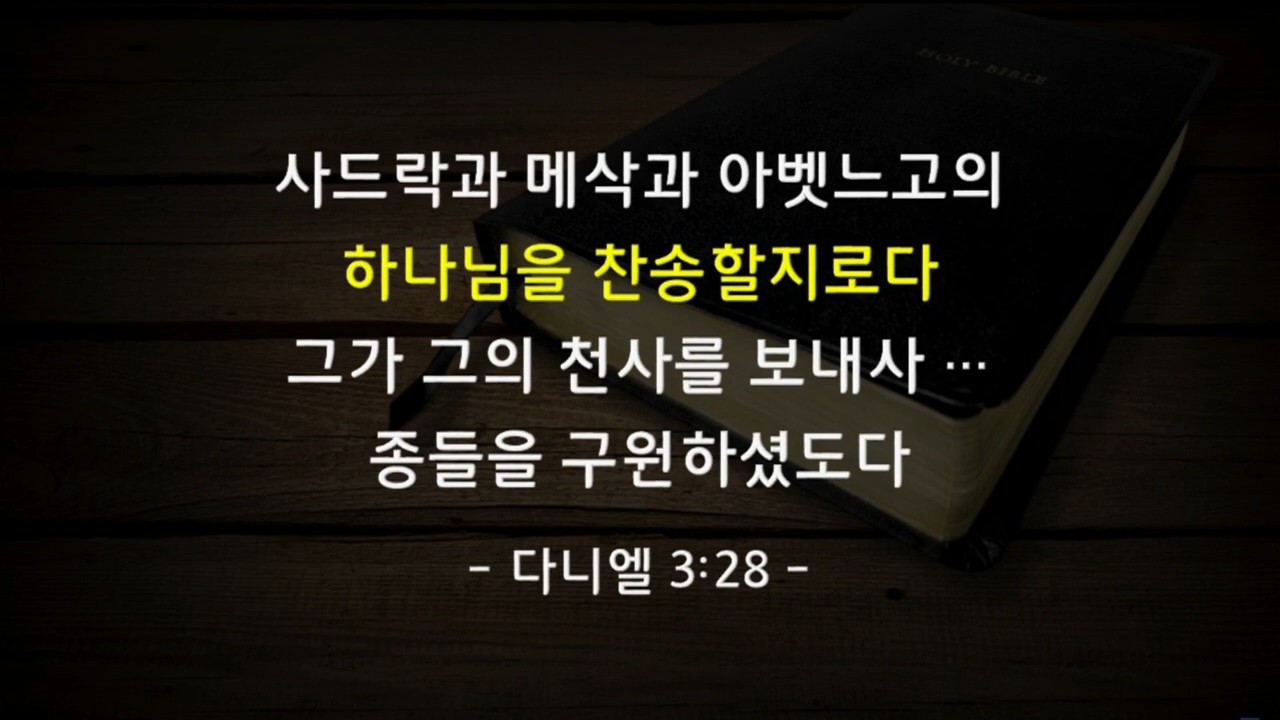 HOLY BIBLE
사드락과 메삭과 아벳느고의
하나님을 찬송할지로다
그가 그의 천사를 보내사 …
종들을 구원하셨도다
- 다니엘 3:28 -